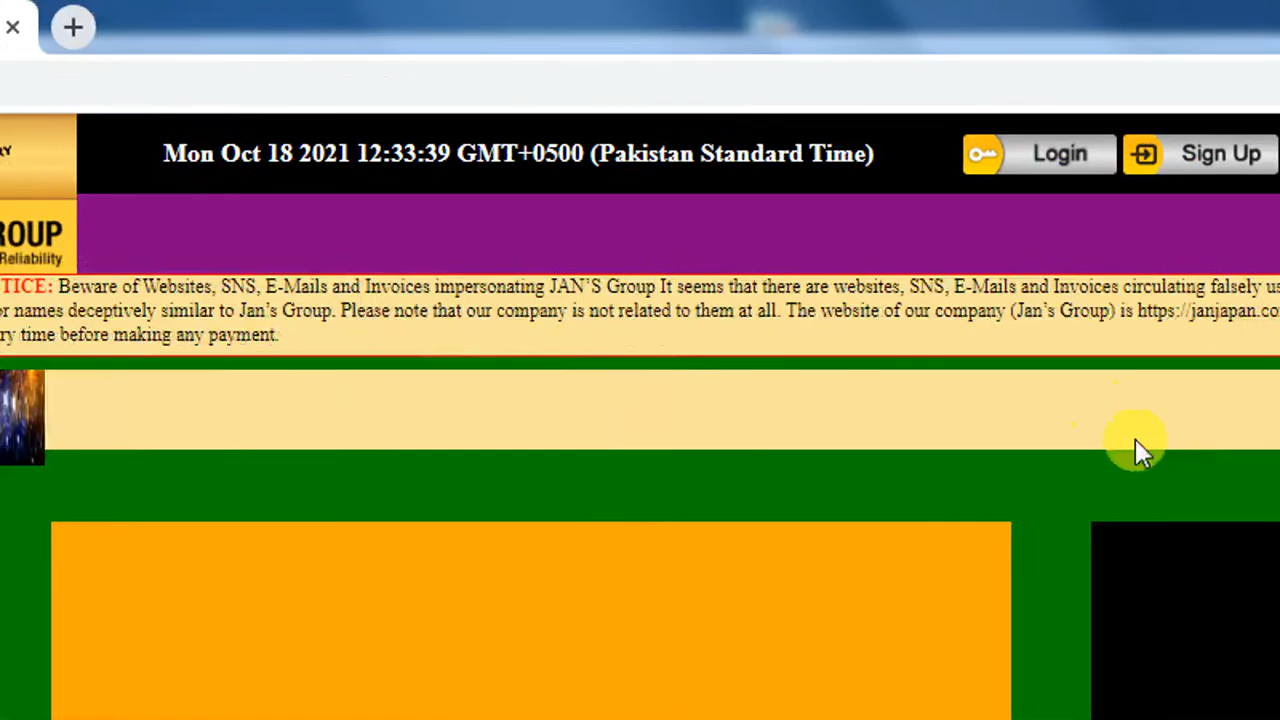 RY
Mon Oct 18 2021 12:33:39 GMT+0500 (Pakistan Standard Time)
Login
Sign Up
ROUP
Reliability
TICE: Beware of Websites, SNS, E-Mails and Invoices impersonating JAN’S Group It seems that there are websites, SNS, E-Mails and Invoices circulating falsely us
or names deceptively similar to Jan’s Group. Please note that our company is not related to them at all. The website of our company (Jan’s Group) is https://janjapan.co
ry time before making any payment.